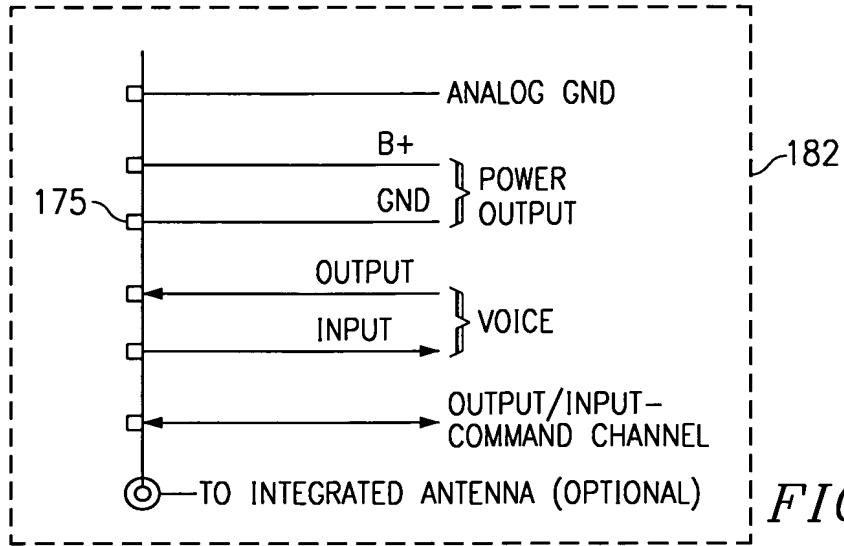 ANALOG GND
B+
POWER
OUTPUT
GND
182
175
OUTPUT
INPUT
VOICE
OUTPUT/INPUT-
COMMAND CHANNEL
TO INTEGRATED ANTENNA (OPTIONAL)